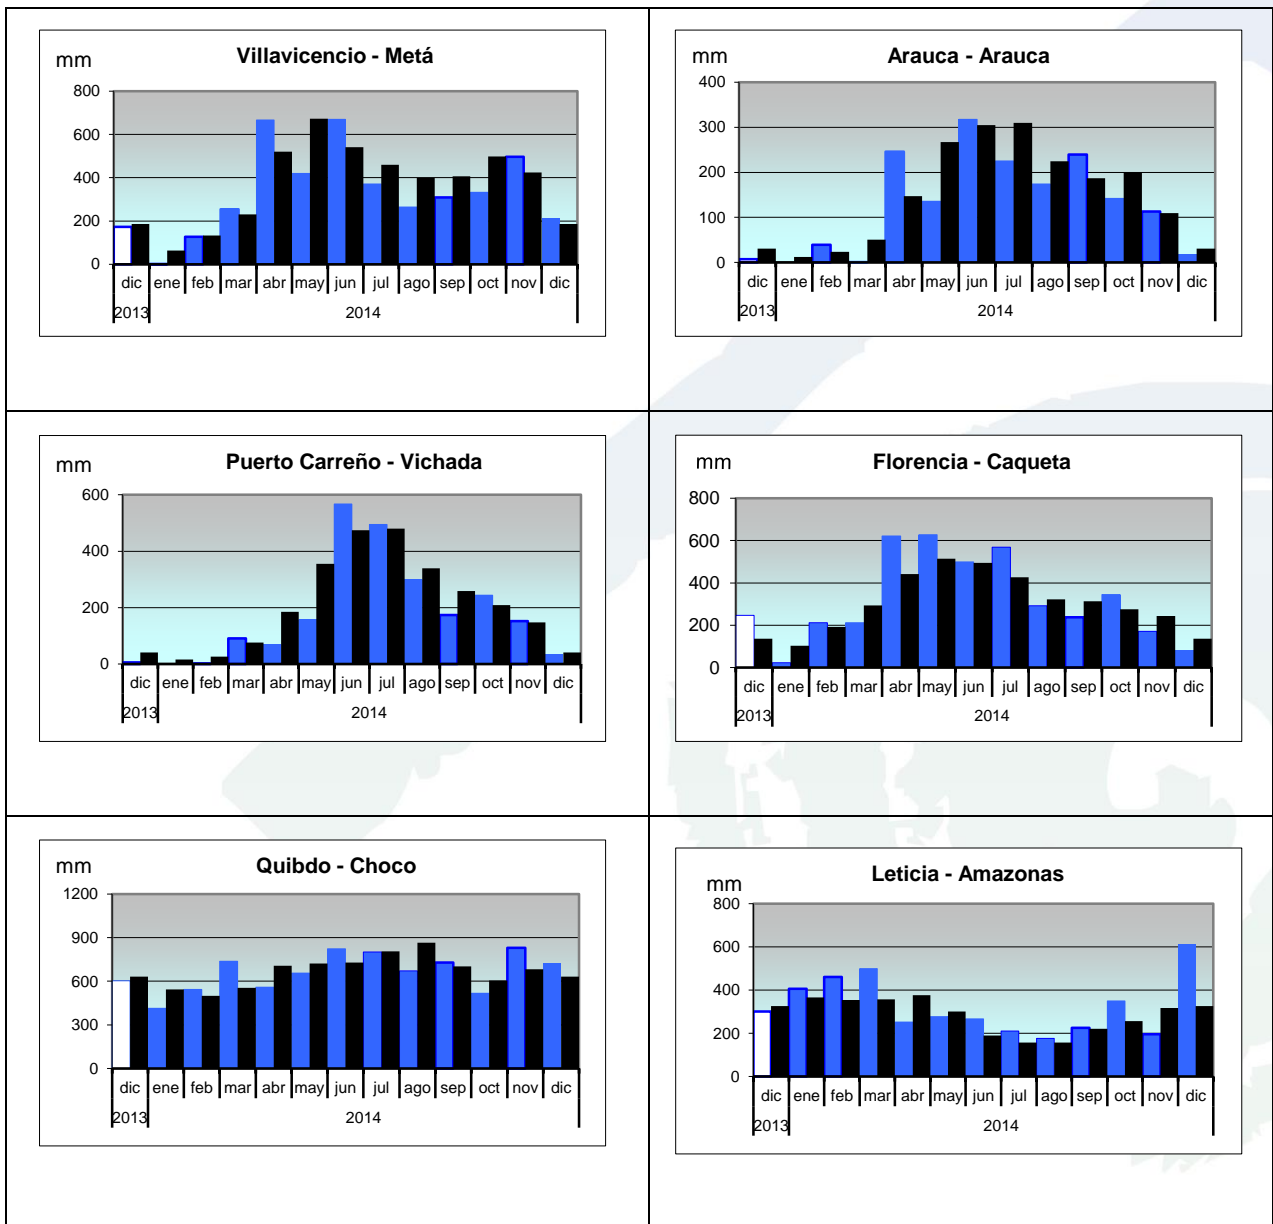 Villavicencio - Metá
mm
800
600
400
200
0
dic ene feb mar abr may jun jul ago sep oct nov dic
2013 2014
Arauca - Arauca
mm
400
300
200
100
0
dic ene feb mar abr may jun jul ago sep oct nov dic
2013 2014
Puerto Carreño - Vichada
mm
600
400
200
0
dic ene feb mar abr may jun jul ago sep oct nov dic
2013 2014
Florencia - Caqueta
mm
800
600
400
200
0
dic ene feb mar abr may jun jul ago sep oct nov dic
2013 2014
Quibdo - Choco
mm
1200
900
600
300
0
dic ene feb mar abr may jun jul ago sep oct nov dic
2013 2014
Leticia - Amazonas
mm
800
600
400
200
0
dic ene feb mar abr may jun jul ago sep oct nov dic
2013 2014